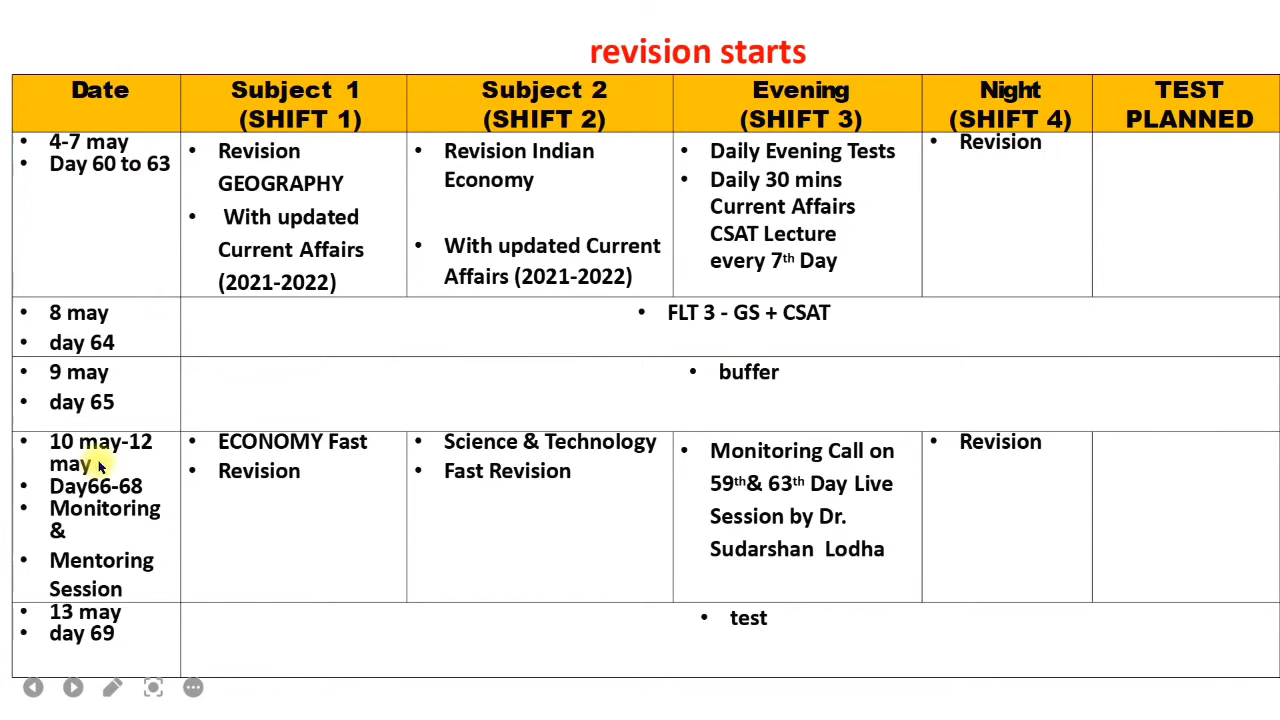 revision starts
Date
Subject 1
(SHIFT 1)
Subject 2
(SHIFT 2)
Evening
(SHIFT 3)
Night
(SHIFT 4)
TEST
PLANNED
• 4-7 may
• Day 60 to 63
• Revision
GEOGRAPHY
• With updated
Current Affairs
(2021-2022)
• Revision Indian
Economy
• With updated Current
Affairs (2021-2022)
• Daily Evening Tests
• Daily 30 mins
Current Affairs
CSAT Lecture
every 7th Day
• Revision
• 8 may
• day 64
• FLT 3 - GS + CSAT
• 9 may
• day 65
• buffer
• 10 may-12
may
• Day66-68
• Monitoring
&
• Mentoring
Session
• ECONOMY Fast
• Revision
• Science & Technology
• Fast Revision
• Monitoring Call on
59th& 63th Day Live
Session by Dr.
Sudarshan Lodha
• Revision
• 13 may
• day 69
• test